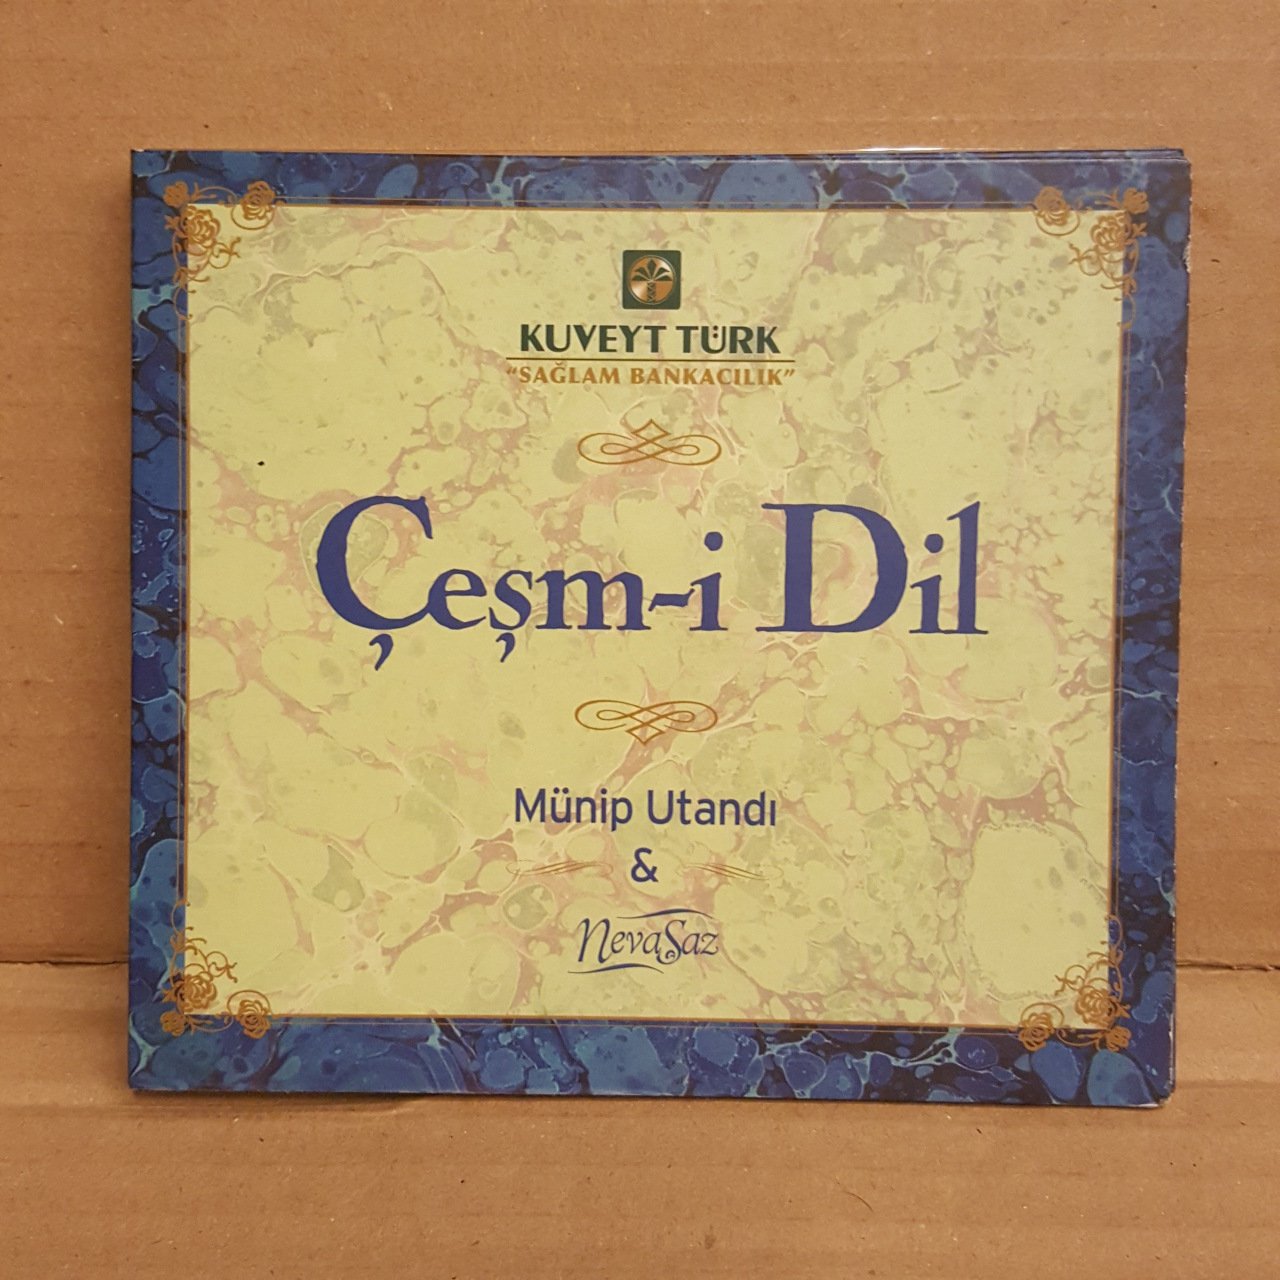 KUVEYT TÜRK
"SAĞLAM BANKACILIK"
Çeşm-i Dil
Münip Utandı
&
NevaSaz